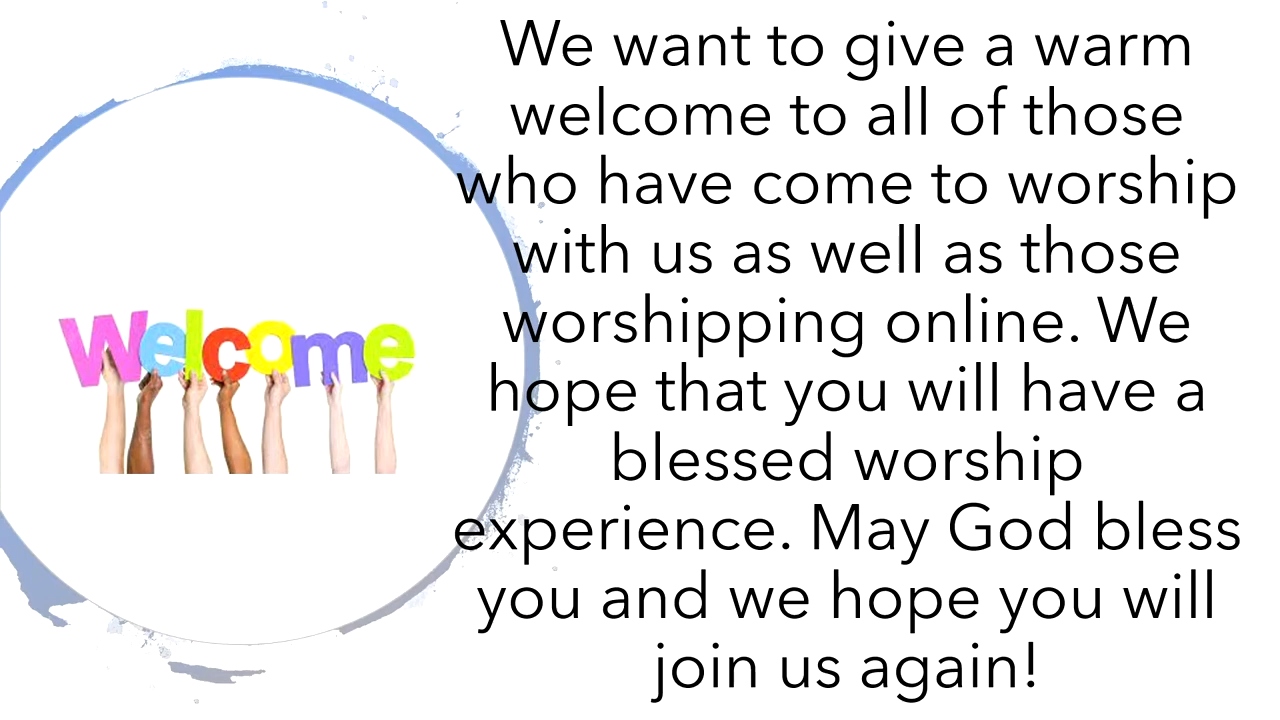 Welcome
We want to give a warm
welcome to all of those
who have come to worship
with us as well as those
worshipping online. We
hope that you will have a
blessed worship
experience. May God bless
you and we hope you will
join us again!